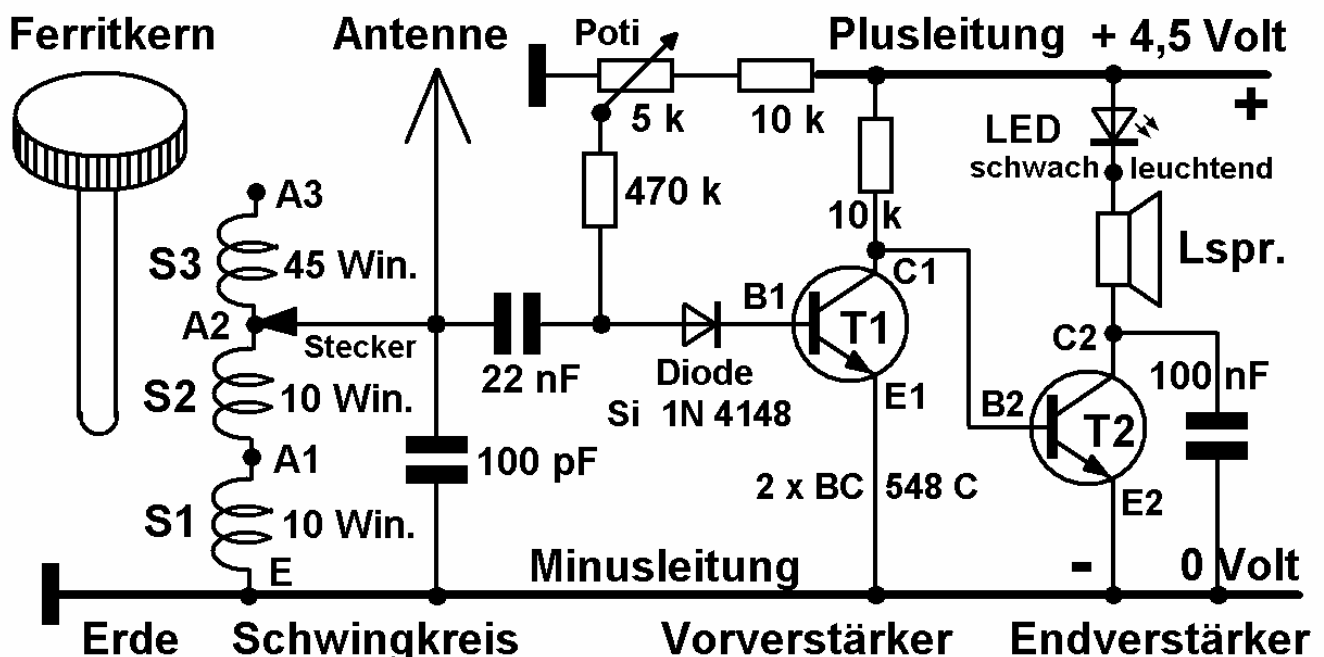 Ferritkern
Antenne
Poti
Plusleitung + 4,5 Volt
+
5 k
10 k
LED
schwach leuchtend
470 k
10 k
A3
S3
45 Win.
C1
Lspr.
B1
T1
A2
Stecker
C2
22 nF
Diode
E1
100 nF
S2
10 Win.
Si 1N 4148
B2
T2
A1
100 pF
2 x BC 548 C
E2
S1
10 Win.
E
Minusleitung
-
0 Volt
Erde
Schwingkreis
Vorverstärker
Endverstärker